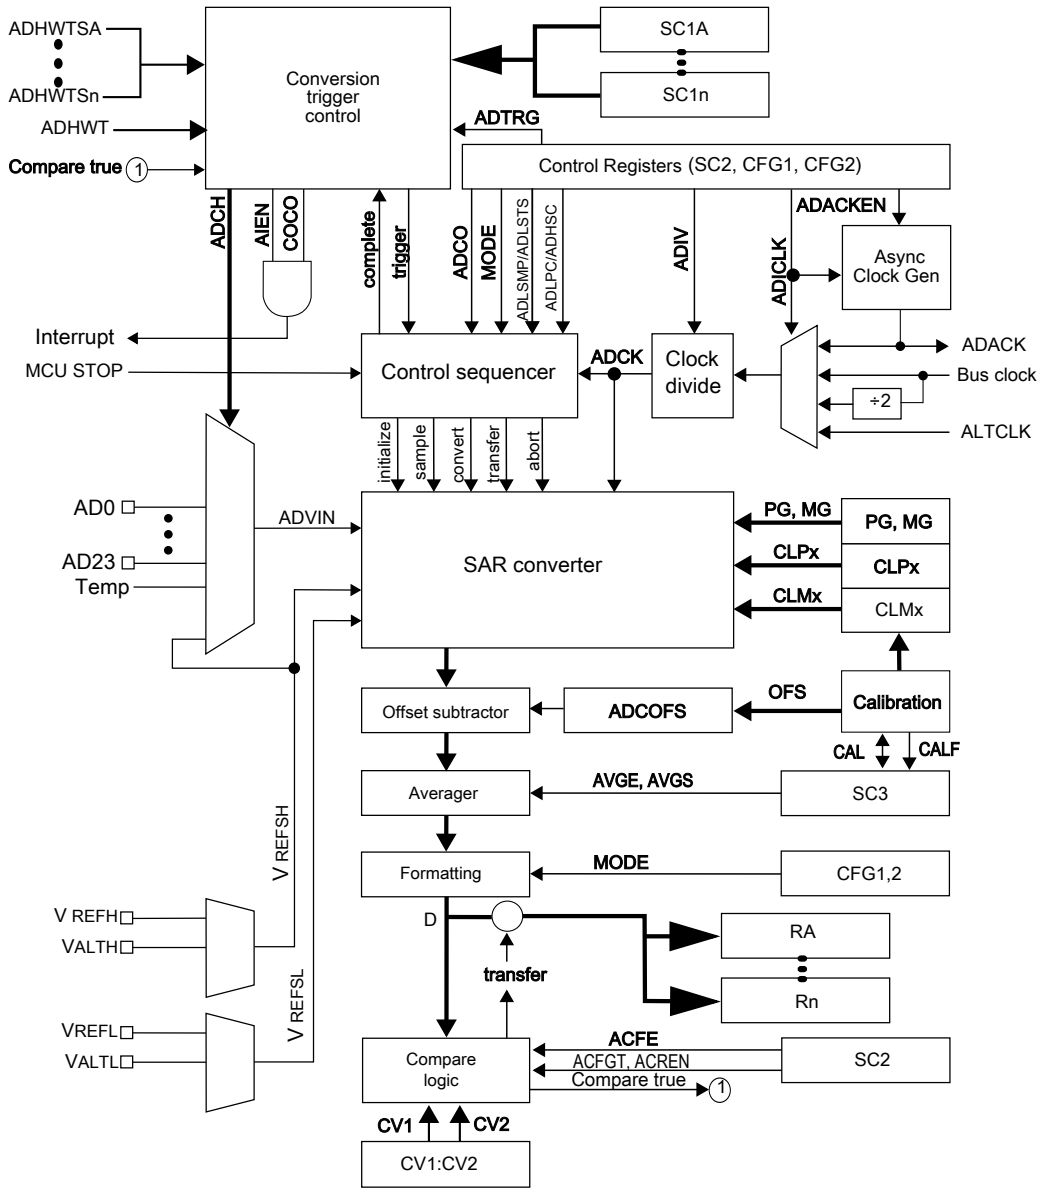 ADHWTSA
ADHWTSn
ADHWT
Compare true 1
Conversion
trigger
control
SC1A
SC1n
ADTRG
Control Registers (SC2, CFG1, CFG2)
ADCH
AIEN
COCO
complete
trigger
ADCO
MODE
ADLSMP/ADLSTS
ADLPC/ADHSC
ADIV
ADICLK
ADACKEN
Async
Clock Gen
Interrupt
MCU STOP
Control sequencer
ADCK
Clock
divide
ADACK
Bus clock
÷2
ALTCLK
initialize
sample
convert
transfer
abort
AD0
AD23
Temp
ADVIN
SAR converter
PG, MG
PG, MG
CLPx
CLPx
CLMx
CLMx
Offset subtractor
ADCOFS
OFS
Calibration
CAL
CALF
Averager
AVGE, AVGS
SC3
Formatting
MODE
CFG1,2
V REFSH
V REFSL
V REFH
VALTH
VREFL
VALTL
D
transfer
RA
Rn
Compare
logic
ACFE
ACFGT, ACREN
Compare true
1
SC2
CV1
CV2
CV1:CV2